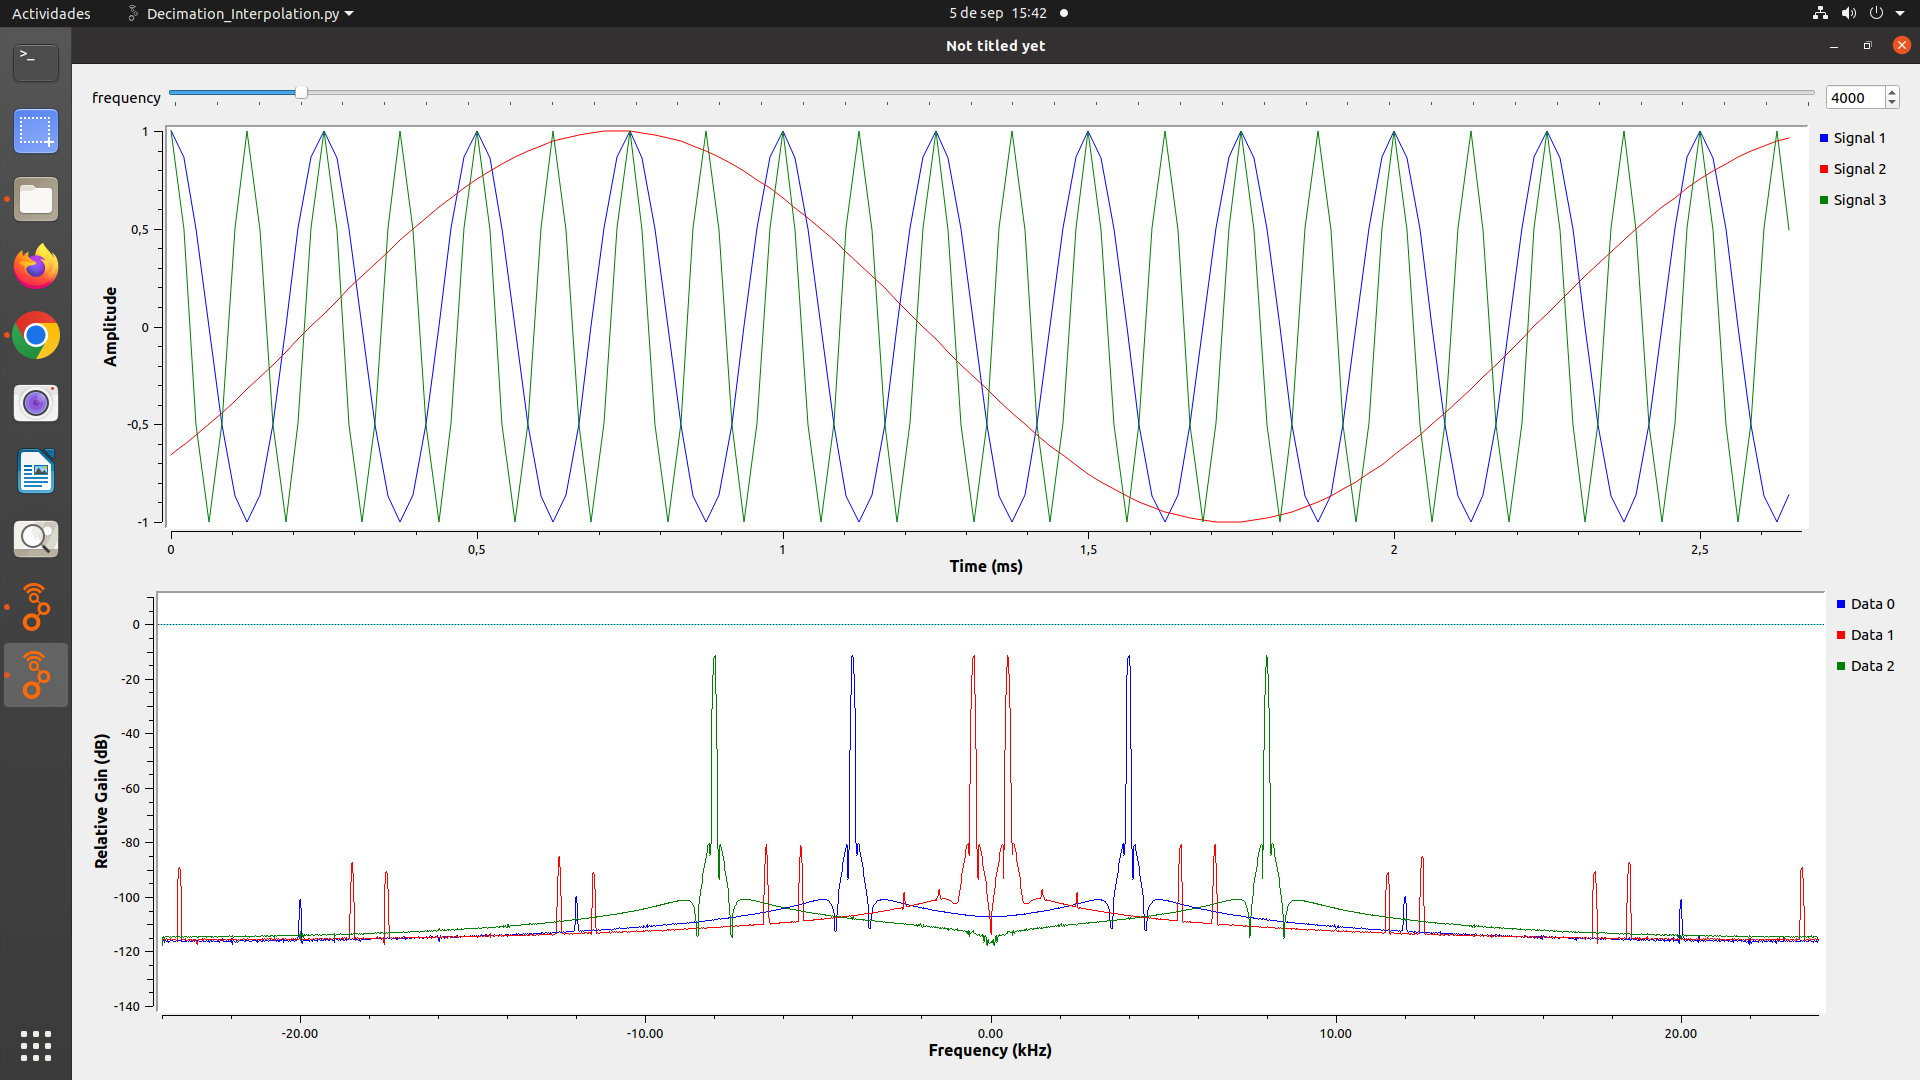 Actividades
Decimation_Interpolation.py
5 de sep 15:42
Not titled yet
>_
frequency
4000
1
0,5
0
-0,5
-1
Amplitude
0
0,5
1
1,5
2
2,5
Time (ms)
Signal 1
Signal 2
Signal 3
0
-20
-40
-60
-80
-100
-120
-140
Relative Gain (dB)
-20.00
-10.00
0.00
10.00
20.00
Frequency (kHz)
Data 0
Data 1
Data 2